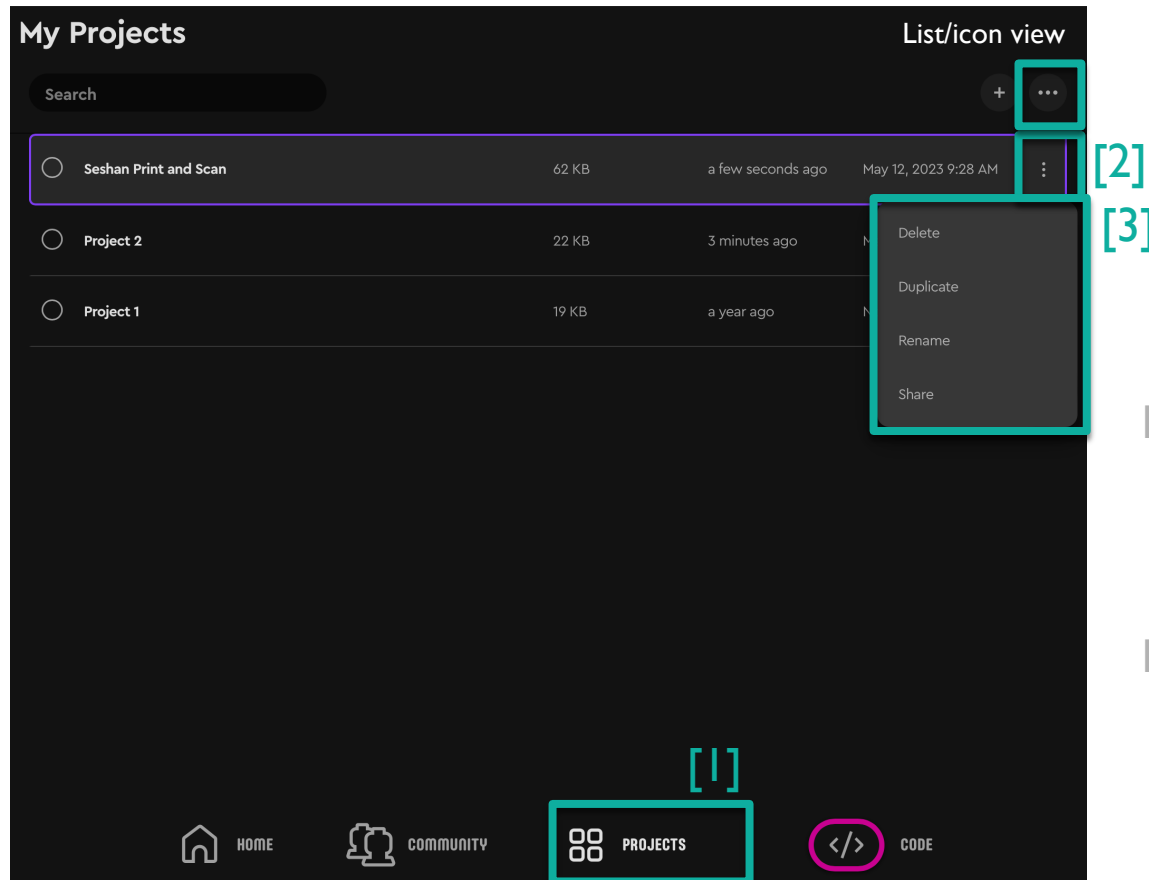 My Projects
List/icon view
Search
+
Seshan Print and Scan 62 KB a few seconds ago May 12, 2023 9:28 AM
[2]
[3]
Project 2 22 KB 3 minutes ago
Delete
Duplicate
Project 1 19 KB a year ago
Rename
Share
[1]
HOME COMMUNITY PROJECTS </> CODE